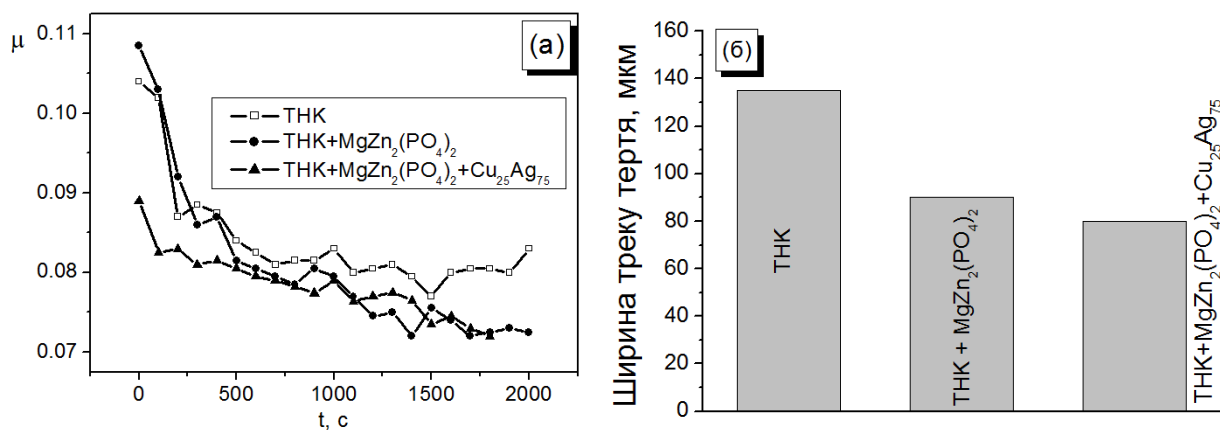 μ
0.11
0.10
0.09
0.08
0.07
(а)
ТНК
ТНК+MgZn₂(PO₄)₂
ТНК+MgZn₂(PO₄)₂+Cu₂₅Ag₇₅
0
500
1000
1500
2000
t, с
Ширина треку тертя, мкм
160
140
120
100
80
60
40
20
0
(б)
ТНК
ТНК + MgZn₂(PO₄)₂
ТНК+MgZn₂(PO₄)₂+Cu₂₅Ag₇₅